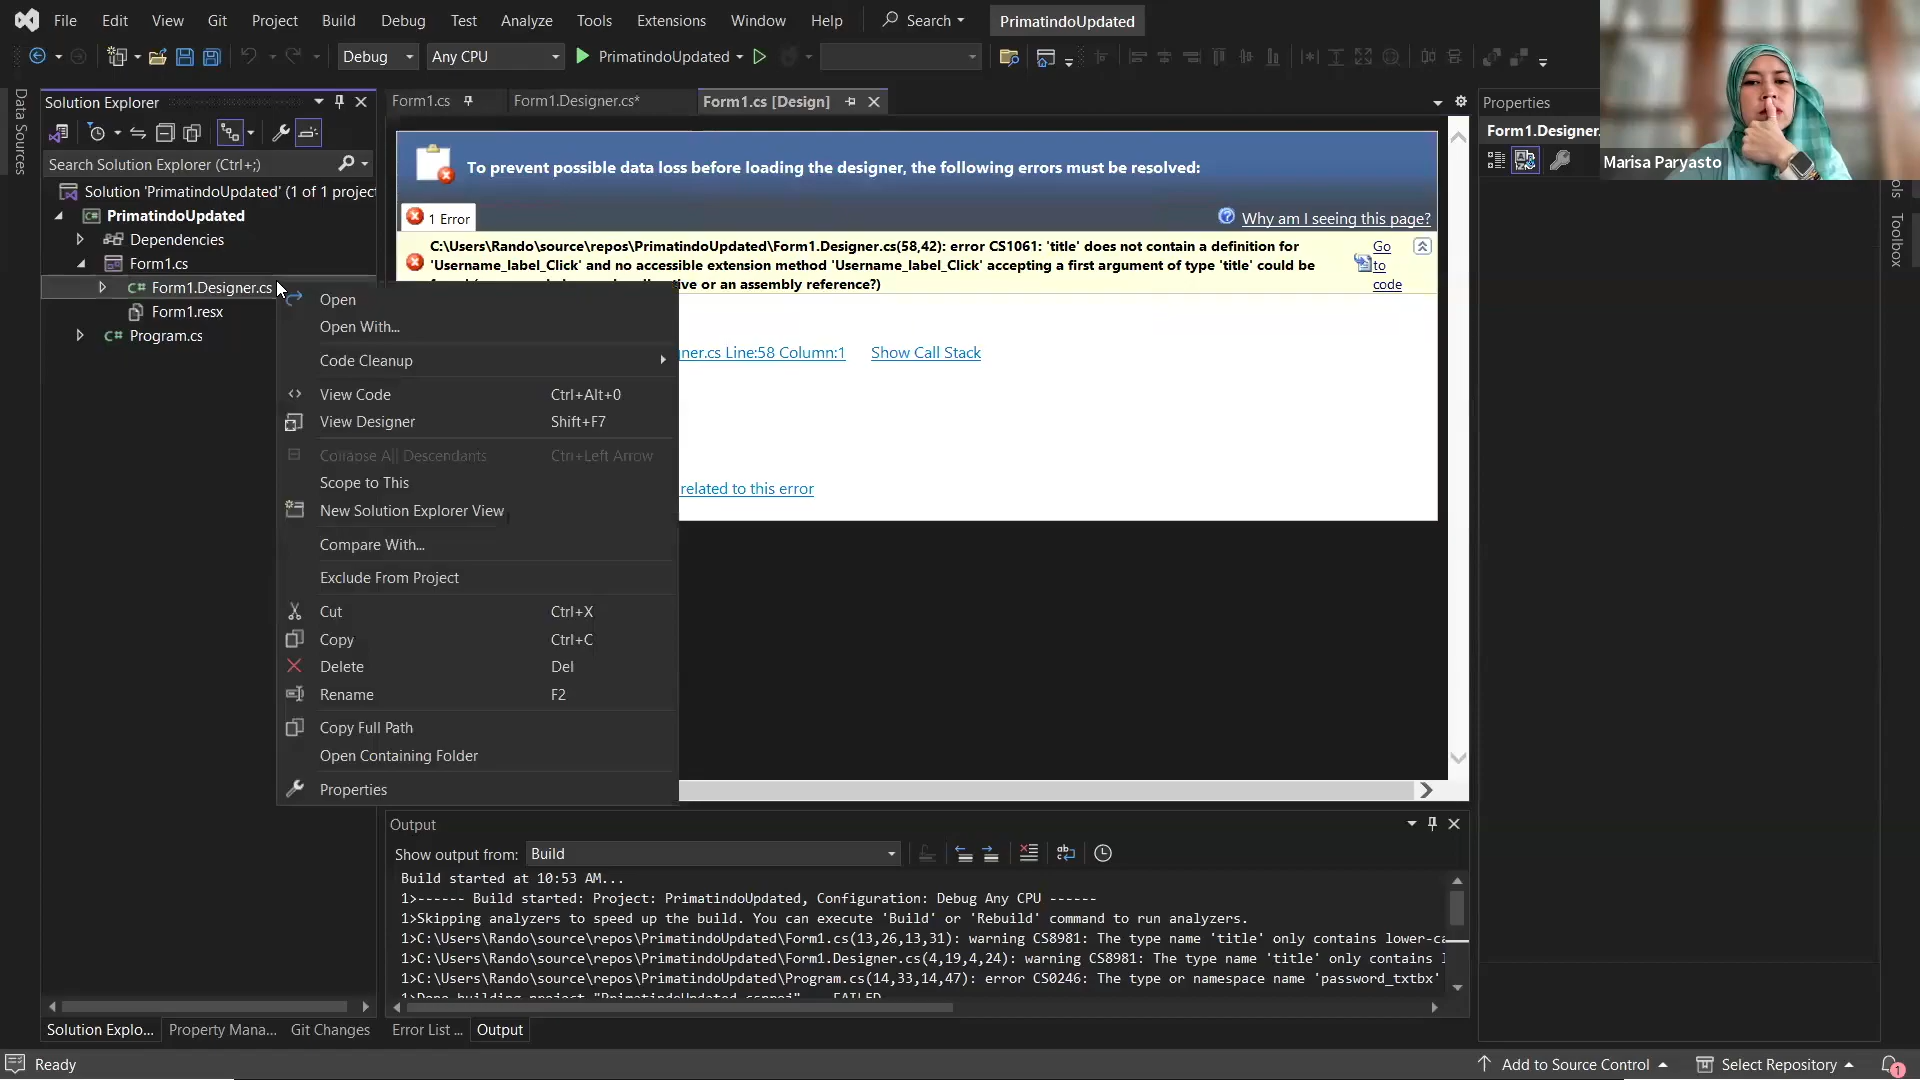 File Edit View Git Project Build Debug Test Analyze Tools Extensions Window Help Search PrimatindoUpdated
Debug Any CPU PrimatindoUpdated
Data Sources
Solution Explorer
Search Solution Explorer (Ctrl+;)
Solution 'PrimatindoUpdated' (1 of 1 project
PrimatindoUpdated
Dependencies
Form1.cs
Form1.Designer.cs
Form1.resx
Program.cs
Form1.cs Form1.Designer.cs* Form1.cs [Design]
To prevent possible data loss before loading the designer, the following errors must be resolved:
1 Error Why am I seeing this page?
C:\Users\Rando\source\repos\PrimatindoUpdated\Form1.Designer.cs(58,42): error CS1061: 'title' does not contain a definition for
'Username_label_Click' and no accessible extension method 'Username_label_Click' accepting a first argument of type 'title' could be
or an assembly reference?)
Go
to
code
ner.cs Line:58 Column:1 Show Call Stack
related to this error
Open
Open With...
Code Cleanup
View Code Ctrl+Alt+0
View Designer Shift+F7
Collapse All Descendants Ctrl+Left Arrow
Scope to This
New Solution Explorer View
Compare With...
Exclude From Project
Cut Ctrl+X
Copy Ctrl+C
Delete Del
Rename F2
Copy Full Path
Open Containing Folder
Properties
Output
Show output from: Build
Build started at 10:53 AM...
1>------ Build started: Project: PrimatindoUpdated, Configuration: Debug Any CPU ------
1>Skipping analyzers to speed up the build. You can execute 'Build' or 'Rebuild' command to run analyzers.
1>C:\Users\Rando\source\repos\PrimatindoUpdated\Form1.cs(13,26,13,31): warning CS8981: The type name 'title' only contains lower-ca
1>C:\Users\Rando\source\repos\PrimatindoUpdated\Form1.Designer.cs(4,19,4,24): warning CS8981: The type name 'title' only contains l
1>C:\Users\Rando\source\repos\PrimatindoUpdated\Program.cs(14,33,14,47): error CS0246: The type or namespace name 'password_txtbx'
1>Done building project "PrimatindoUpdated.csproj" -- FAILED
Properties
Form1.Designer.
Marisa Paryasto
Toolbox
Solution Explo... Property Mana... Git Changes Error List ... Output
Ready Add to Source Control Select Repository 1